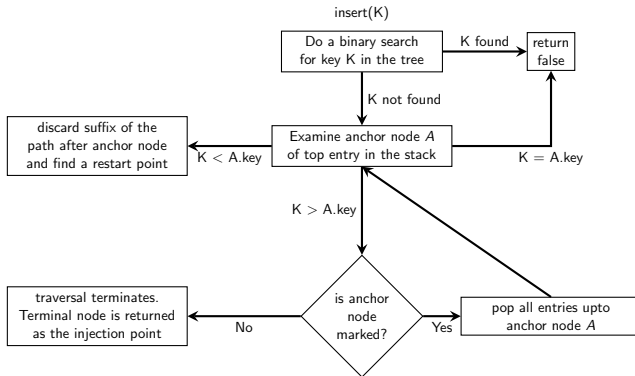 insert(K)
Do a binary search
for key K in the tree
K found
return
false
K not found
discard suffix of the
path after anchor node
and find a restart point
K < A.key
Examine anchor node A
of top entry in the stack
K = A.key
K > A.key
traversal terminates.
Terminal node is returned
as the injection point
No
is anchor
node
marked?
Yes
pop all entries upto
anchor node A